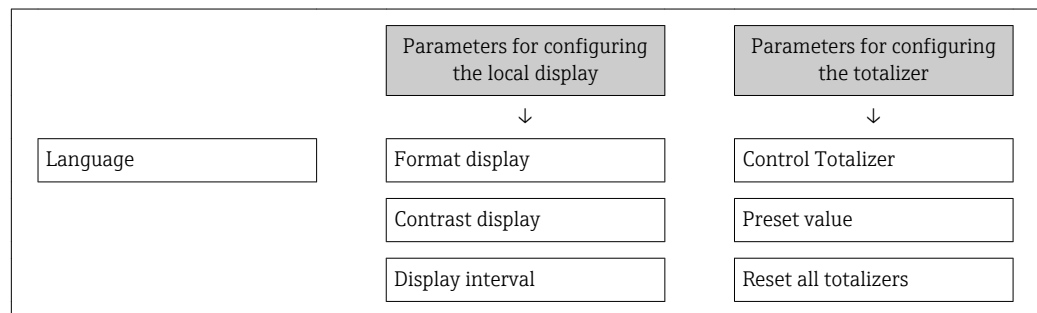 Parameters for configuring
the local display
Parameters for configuring
the totalizer
↓
↓
Language
Format display
Control Totalizer
Contrast display
Preset value
Display interval
Reset all totalizers